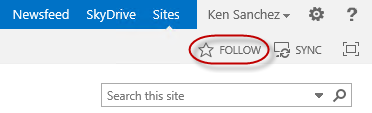 Newsfeed SkyDrive Sites Ken Sanchez ?
FOLLOW SYNC
Search this site